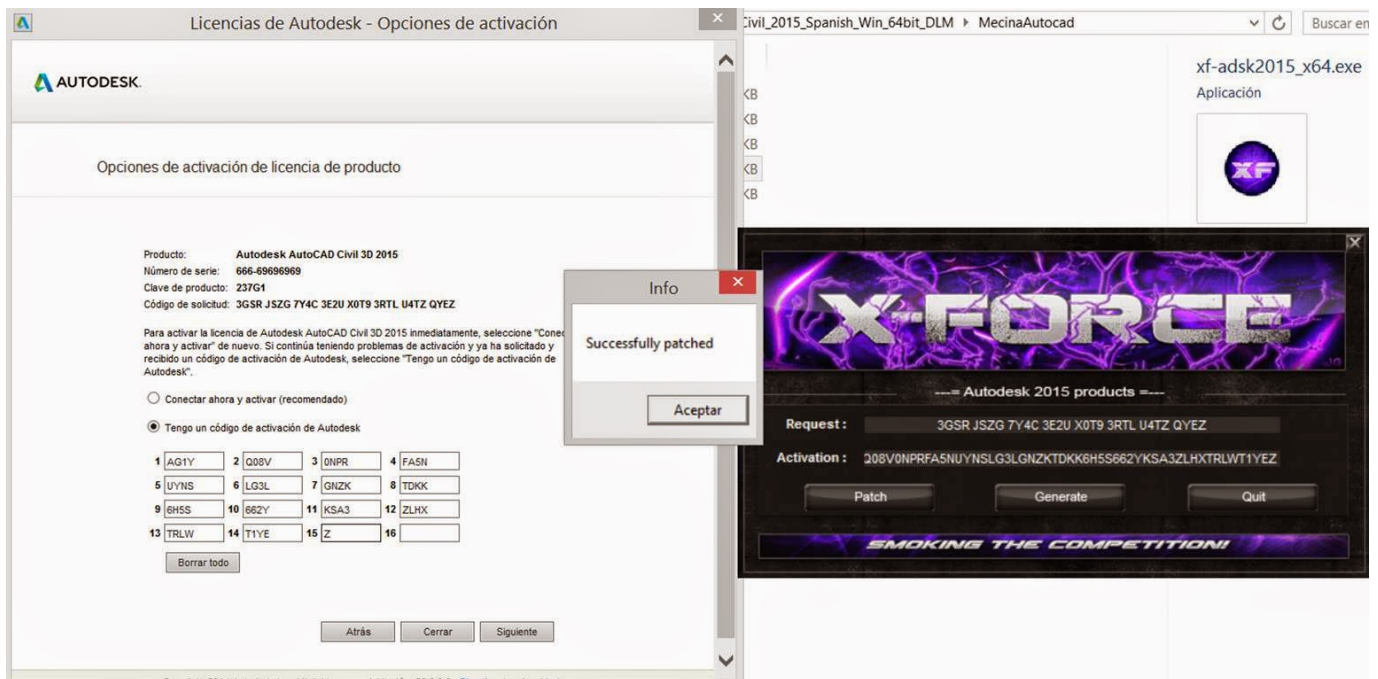 Licencias de Autodesk - Opciones de activación
AUTODESK.
Opciones de activación de licencia de producto
Producto: Autodesk AutoCAD Civil 3D 2015
Número de serie: 666-69696969
Clave de producto: 237G1
Código de solicitud: 3GSR JSZG 7Y4C 3E2U X0T9 3RTL U4TZ QYEZ
Para activar la licencia de Autodesk AutoCAD Civil 3D 2015 inmediatamente, seleccione "Conec
ahora y activar" de nuevo. Si continúa teniendo problemas de activación y ya ha solicitado y
recibido un código de activación de Autodesk, seleccione "Tengo un código de activación de
Autodesk".
Conectar ahora y activar (recomendado)
Tengo un código de activación de Autodesk
1 AG1Y 2 Q08V 3 0NPR 4 FA5N
5 UYNS 6 LG3L 7 GNZK 8 TDKK
9 6H5S 10 662Y 11 KSA3 12 ZLHX
13 TRLW 14 T1YE 15 Z 16
Borrar todo
Atrás Cerrar Siguiente
Info
Successfully patched
Aceptar
Civil_2015_Spanish_Win_64bit_DLM MecinaAutocad
Buscar en
KB
KB
KB
KB
KB
xf-adsk2015_x64.exe
Aplicación
XF
X-FORCE
---= Autodesk 2015 products =---
Request : 3GSR JSZG 7Y4C 3E2U X0T9 3RTL U4TZ QYEZ
Activation : Q08V0NPRFA5NUYNSLG3LGNZKTDKK6H5S662YKSA3ZLHXTRLWT1YEZ
Patch Generate Quit
SMOKING THE COMPETITION!